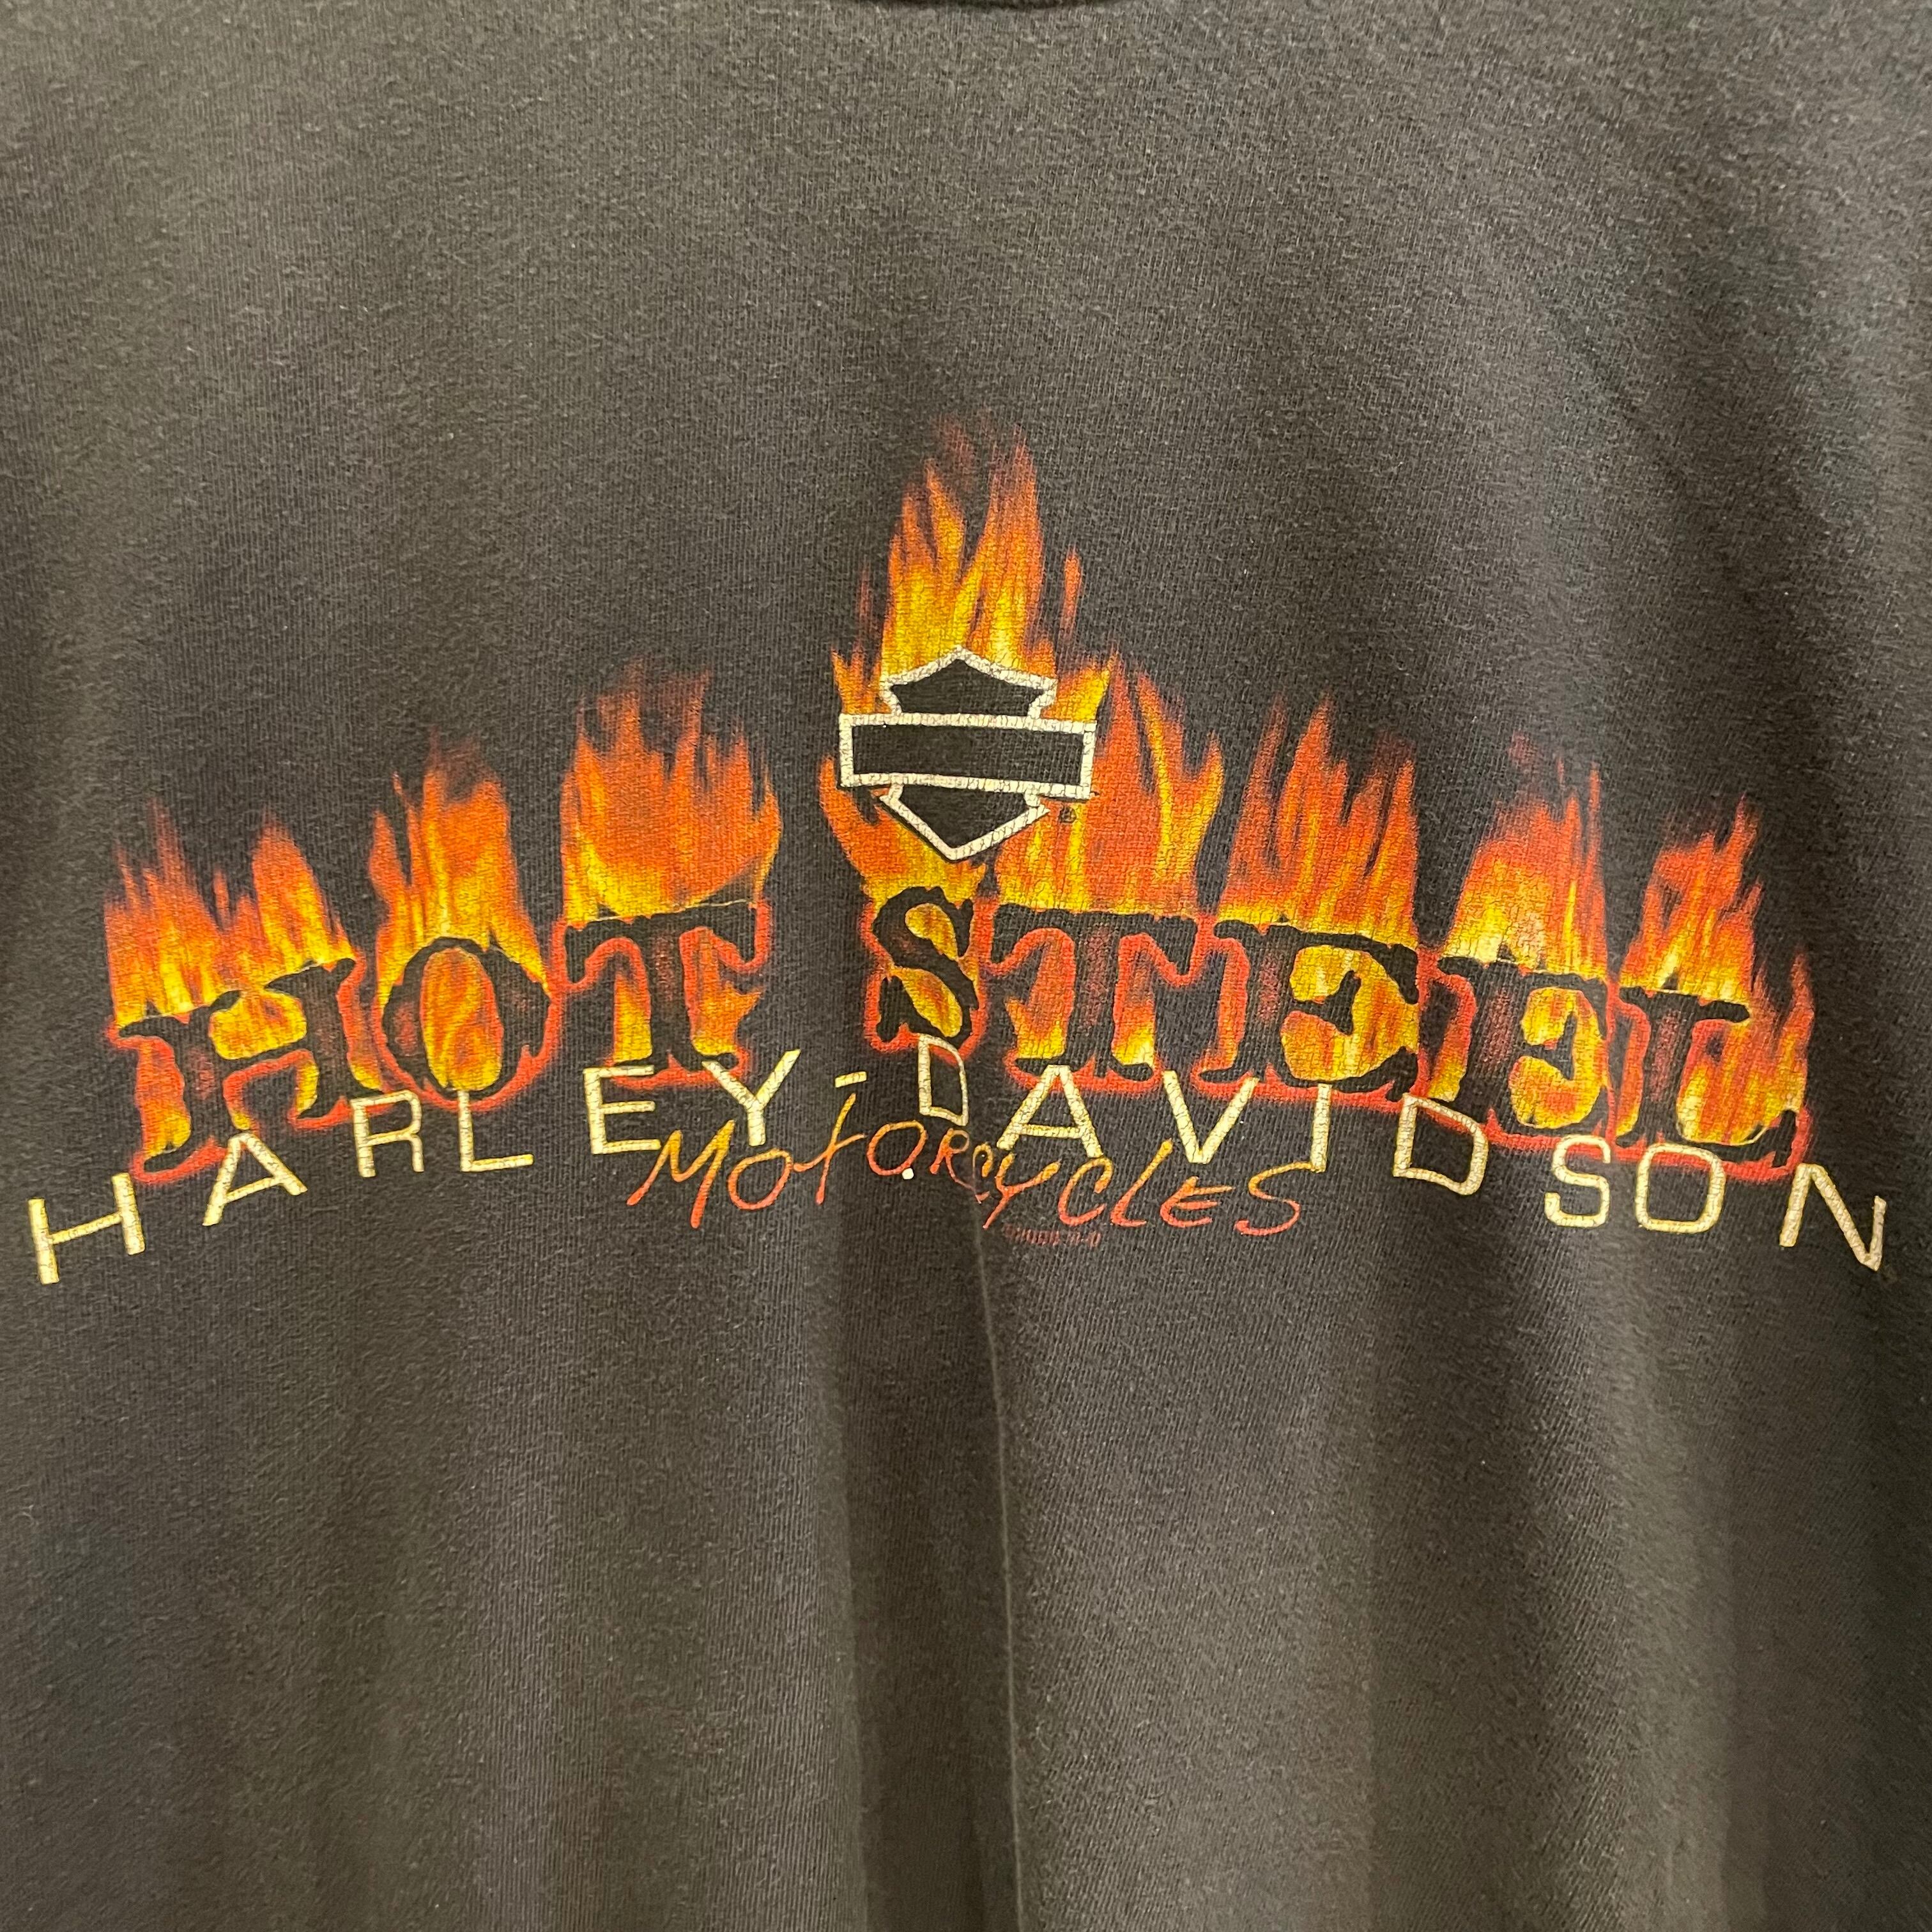 ®
HOT STEEL
HARLEY-DAVIDSON
MOTORCYCLES